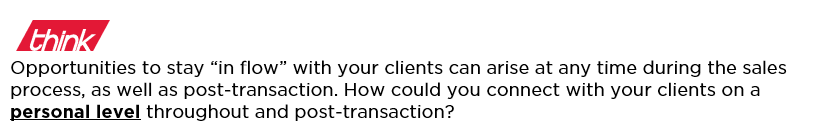 think
Opportunities to stay “in flow” with your clients can arise at any time during the sales
process, as well as post-transaction. How could you connect with your clients on a
personal level throughout and post-transaction?